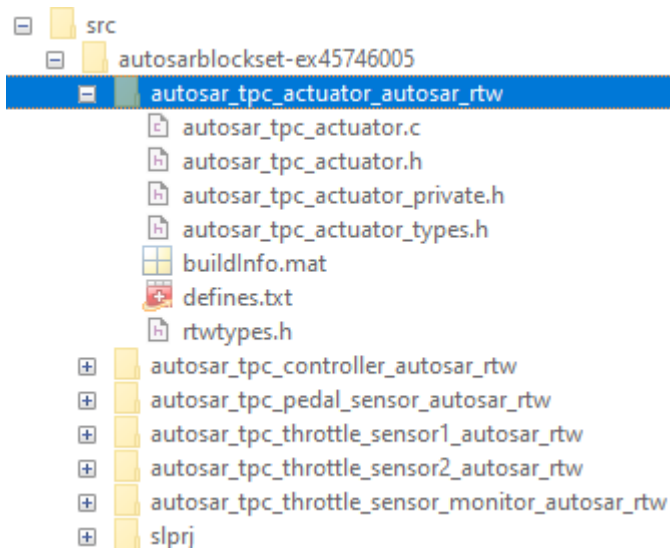 src
autosarblockset-ex45746005
autosar_tpc_actuator_autosar_rtw
autosar_tpc_actuator.c
autosar_tpc_actuator.h
autosar_tpc_actuator_private.h
autosar_tpc_actuator_types.h
buildInfo.mat
defines.txt
rtwtypes.h
autosar_tpc_controller_autosar_rtw
autosar_tpc_pedal_sensor_autosar_rtw
autosar_tpc_throttle_sensor1_autosar_rtw
autosar_tpc_throttle_sensor2_autosar_rtw
autosar_tpc_throttle_sensor_monitor_autosar_rtw
slprj